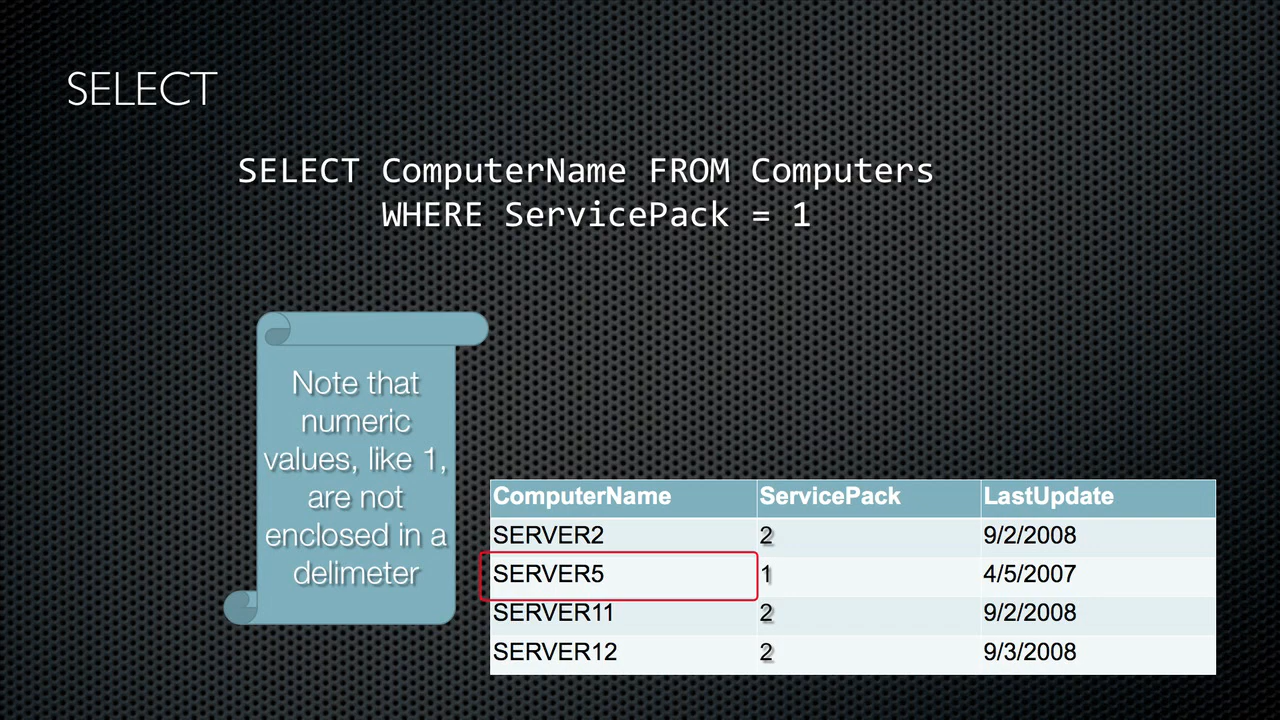 SELECT
SELECT ComputerName FROM Computers
WHERE ServicePack = 1
Note that
numeric
values, like 1,
are not
enclosed in a
delimeter
ComputerName ServicePack LastUpdate
SERVER2 2 9/2/2008
SERVER5 1 4/5/2007
SERVER11 2 9/2/2008
SERVER12 2 9/3/2008